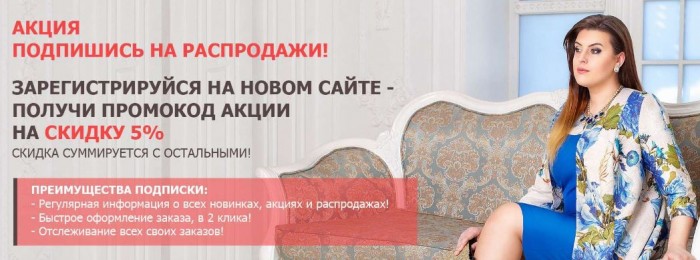 АКЦИЯ
ПОДПИШИСЬ НА РАСПРОДАЖИ!
ЗАРЕГИСТРИРУЙСЯ НА НОВОМ САЙТЕ -
ПОЛУЧИ ПРОМОКОД АКЦИИ
НА СКИДКУ 5%
СКИДКА СУММИРУЕТСЯ С ОСТАЛЬНЫМИ!
ПРЕИМУЩЕСТВА ПОДПИСКИ:
- Регулярная информация о всех новинках, акциях и распродажах!
- Быстрое оформление заказа, в 2 клика!
- Отслеживание всех своих заказов!